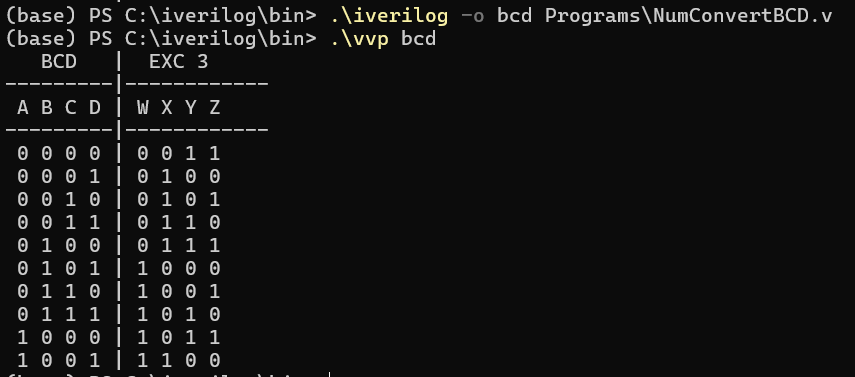 (base) PS C:\iverilog\bin> .\iverilog -o bcd Programs\NumConvertBCD.v
(base) PS C:\iverilog\bin> .\vvp bcd
   BCD   |  EXC 3
---------|------------
 A B C D | W X Y Z
---------|------------
 0 0 0 0 | 0 0 1 1
 0 0 0 1 | 0 1 0 0
 0 0 1 0 | 0 1 0 1
 0 0 1 1 | 0 1 1 0
 0 1 0 0 | 0 1 1 1
 0 1 0 1 | 1 0 0 0
 0 1 1 0 | 1 0 0 1
 0 1 1 1 | 1 0 1 0
 1 0 0 0 | 1 0 1 1
 1 0 0 1 | 1 1 0 0